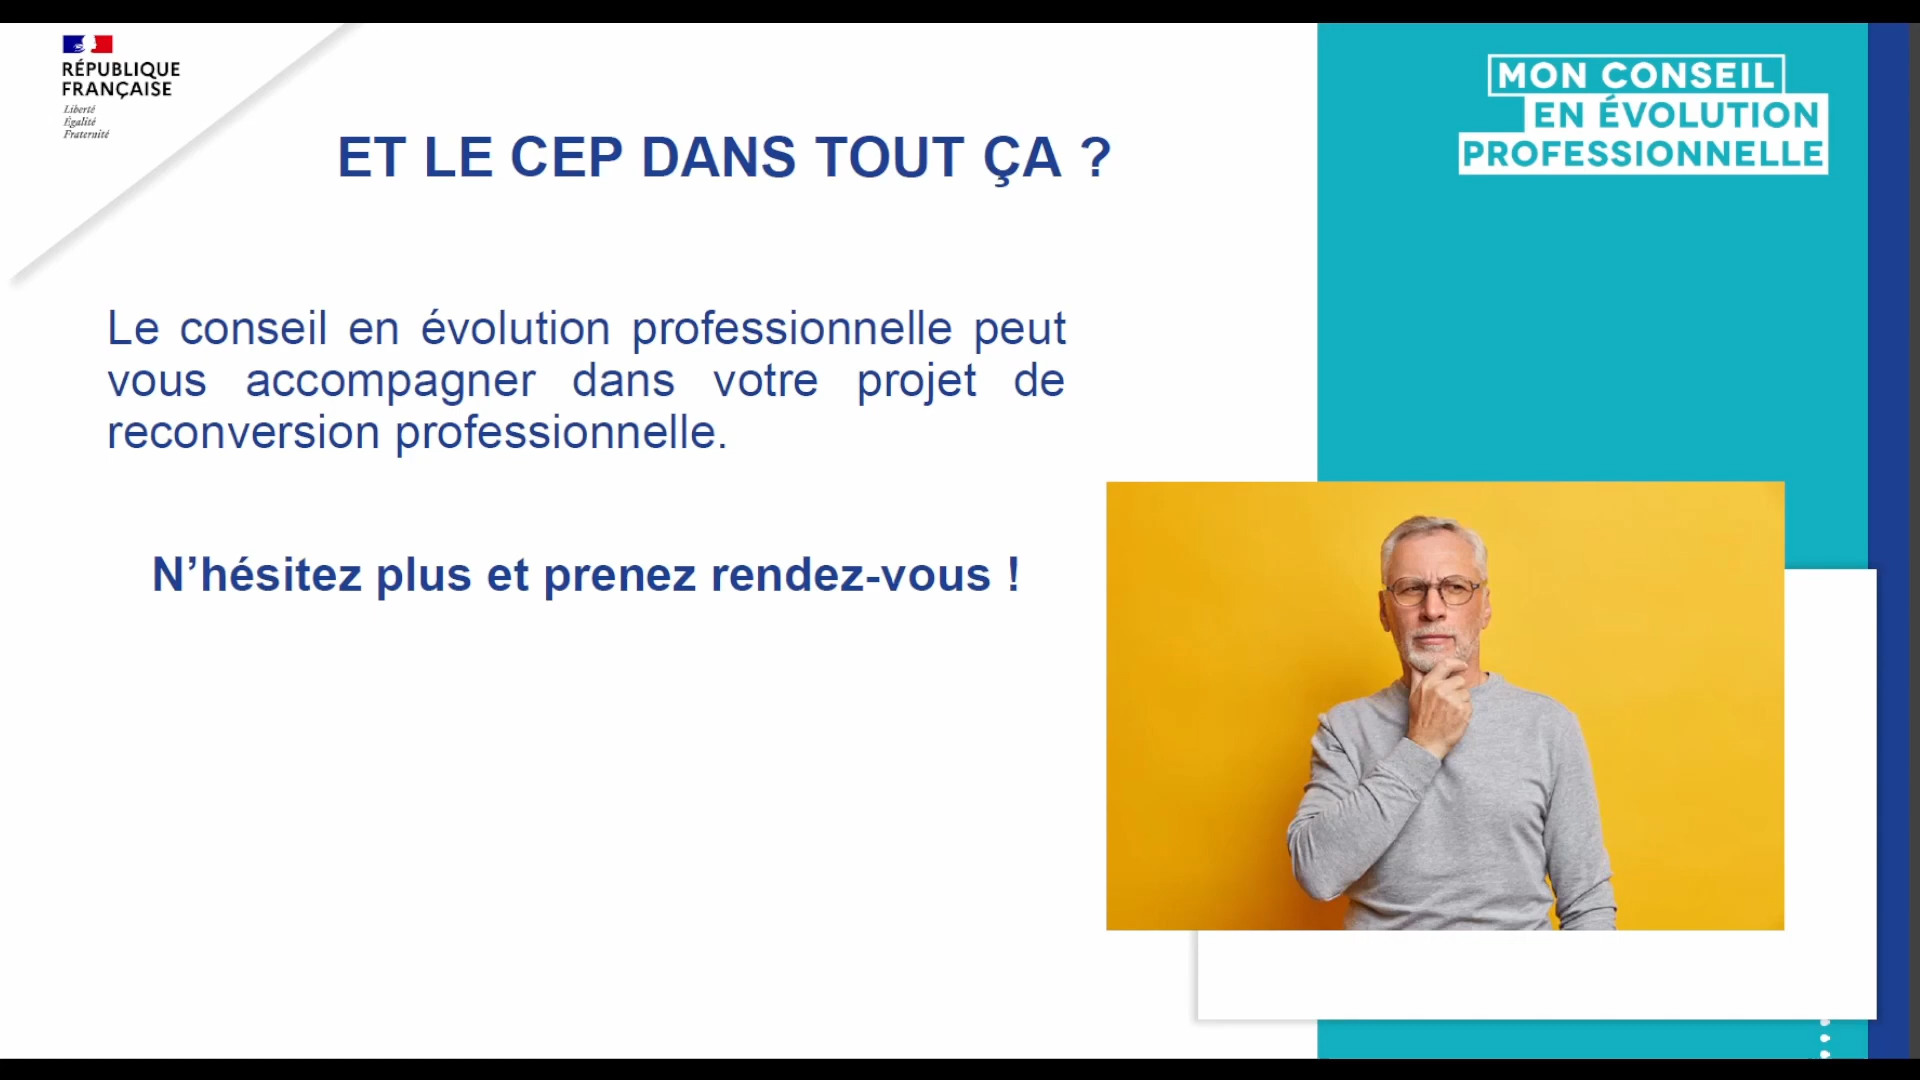 RÉPUBLIQUE
FRANÇAISE
Liberté
Égalité
Fraternité
MON CONSEIL
EN ÉVOLUTION
PROFESSIONNELLE
ET LE CEP DANS TOUT ÇA ?
Le conseil en évolution professionnelle peut
vous accompagner dans votre projet de
reconversion professionnelle.
N’hésitez plus et prenez rendez-vous !